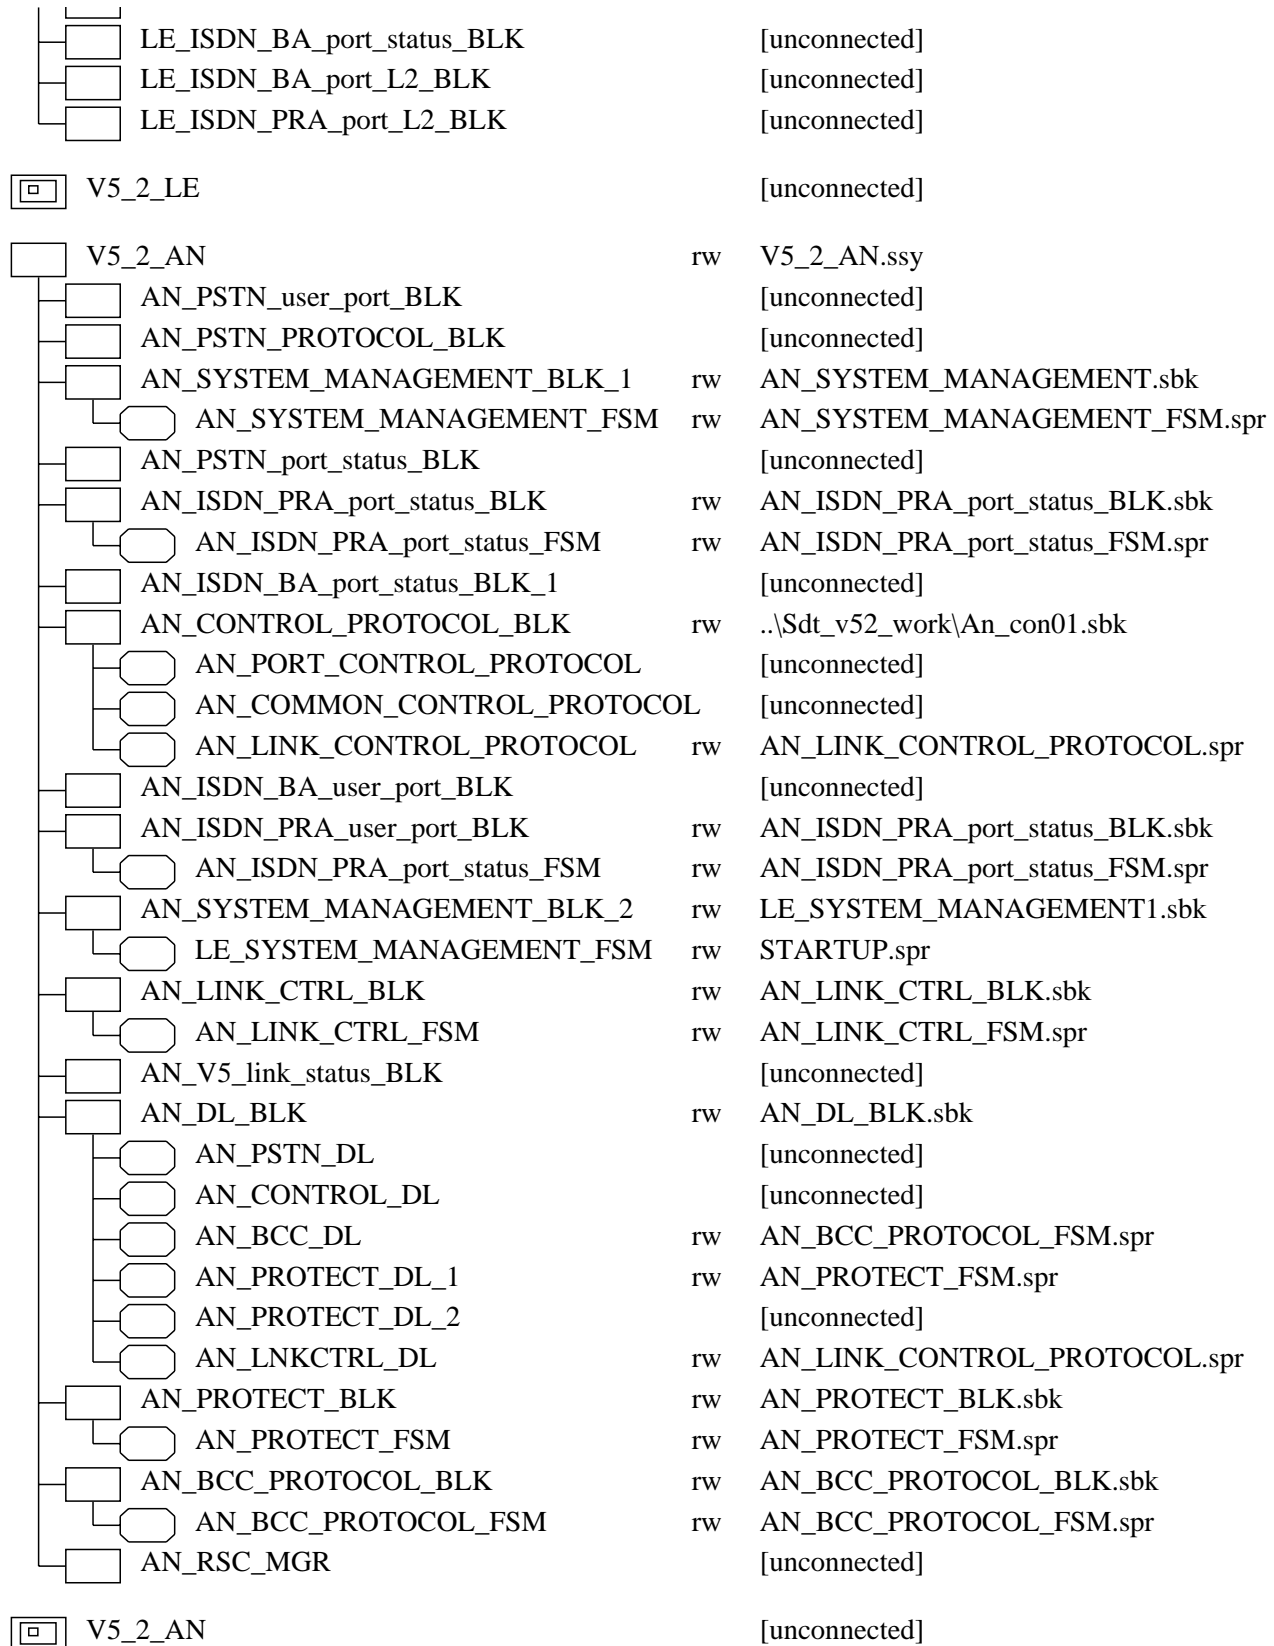 LE_ISDN_BA_port_status_BLK [unconnected]
LE_ISDN_BA_port_L2_BLK [unconnected]
LE_ISDN_PRA_port_L2_BLK [unconnected]
V5_2_LE [unconnected]
V5_2_AN rw V5_2_AN.ssy
AN_PSTN_user_port_BLK [unconnected]
AN_PSTN_PROTOCOL_BLK [unconnected]
AN_SYSTEM_MANAGEMENT_BLK_1 rw AN_SYSTEM_MANAGEMENT.sbk
AN_SYSTEM_MANAGEMENT_FSM rw AN_SYSTEM_MANAGEMENT_FSM.spr
AN_PSTN_port_status_BLK [unconnected]
AN_ISDN_PRA_port_status_BLK rw AN_ISDN_PRA_port_status_BLK.sbk
AN_ISDN_PRA_port_status_FSM rw AN_ISDN_PRA_port_status_FSM.spr
AN_ISDN_BA_port_status_BLK_1 [unconnected]
AN_CONTROL_PROTOCOL_BLK rw ..\Sdt_v52_work\An_con01.sbk
AN_PORT_CONTROL_PROTOCOL [unconnected]
AN_COMMON_CONTROL_PROTOCOL [unconnected]
AN_LINK_CONTROL_PROTOCOL rw AN_LINK_CONTROL_PROTOCOL.spr
AN_ISDN_BA_user_port_BLK [unconnected]
AN_ISDN_PRA_user_port_BLK rw AN_ISDN_PRA_port_status_BLK.sbk
AN_ISDN_PRA_port_status_FSM rw AN_ISDN_PRA_port_status_FSM.spr
AN_SYSTEM_MANAGEMENT_BLK_2 rw LE_SYSTEM_MANAGEMENT1.sbk
LE_SYSTEM_MANAGEMENT_FSM rw STARTUP.spr
AN_LINK_CTRL_BLK rw AN_LINK_CTRL_BLK.sbk
AN_LINK_CTRL_FSM rw AN_LINK_CTRL_FSM.spr
AN_V5_link_status_BLK [unconnected]
AN_DL_BLK rw AN_DL_BLK.sbk
AN_PSTN_DL [unconnected]
AN_CONTROL_DL [unconnected]
AN_BCC_DL rw AN_BCC_PROTOCOL_FSM.spr
AN_PROTECT_DL_1 rw AN_PROTECT_FSM.spr
AN_PROTECT_DL_2 [unconnected]
AN_LNKCTRL_DL rw AN_LINK_CONTROL_PROTOCOL.spr
AN_PROTECT_BLK rw AN_PROTECT_BLK.sbk
AN_PROTECT_FSM rw AN_PROTECT_FSM.spr
AN_BCC_PROTOCOL_BLK rw AN_BCC_PROTOCOL_BLK.sbk
AN_BCC_PROTOCOL_FSM rw AN_BCC_PROTOCOL_FSM.spr
AN_RSC_MGR [unconnected]
V5_2_AN [unconnected]